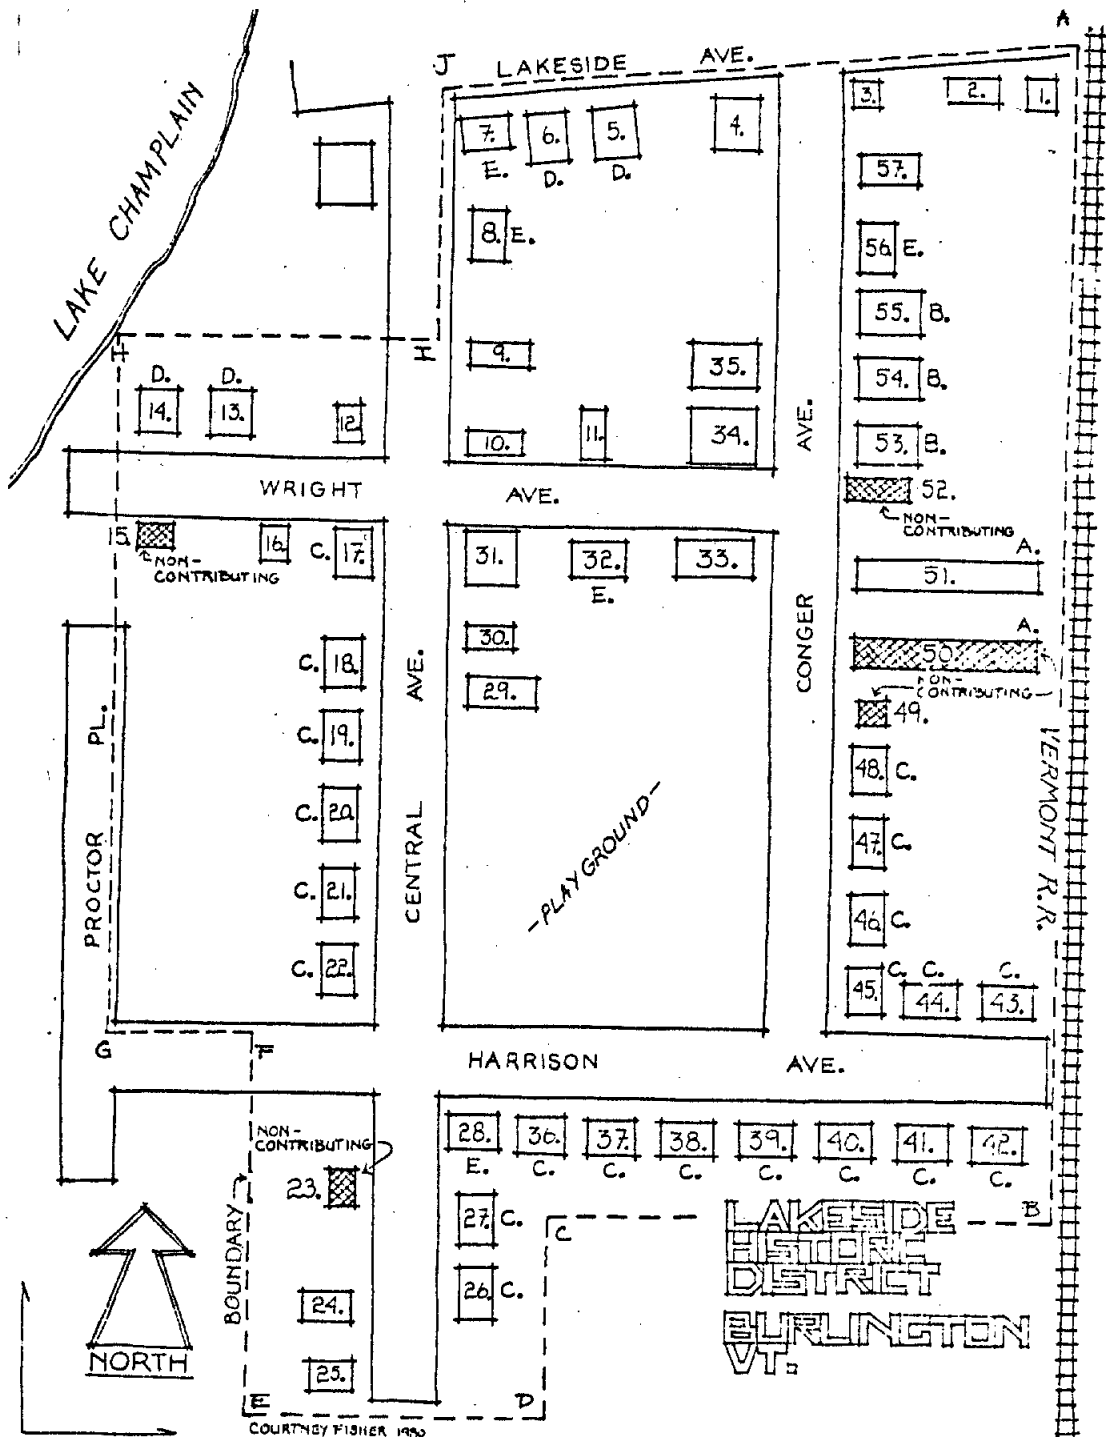 A
J
LAKESIDE AVE.
LAKE CHAMPLAIN
7.
E.
6.
D.
5.
D.
4.
3.
2.
1.
57.
8. E.
56. E.
55. B.
H
I
9.
35.
54. B.
D.
14.
D.
13.
12.
10.
11.
34.
AVE.
53. B.
WRIGHT AVE.
52.
NON-
CONTRIBUTING
15.
NON-
CONTRIBUTING
16.
C. 17.
31.
32.
E.
33.
A.
51.
CONGER
30.
A.
50.
NON-
CONTRIBUTING
C. 18.
AVE.
29.
49.
PL.
C. 19.
48. C.
VERMONT R.R.
C. 20.
CENTRAL
-PLAYGROUND-
47. C.
PROCTOR
C. 21.
46. C.
C. 22.
45. C.
C.
44.
C.
43.
G
F
HARRISON AVE.
NON-
CONTRIBUTING
28.
E.
36.
C.
37.
C.
38.
C.
39.
C.
40.
C.
41.
C.
42.
C.
23.
27. C.
C
B
LAKESIDE
HISTORIC
DISTRICT
BURLINGTON
VT.
BOUNDARY
26. C.
24.
NORTH
25.
E
D
COURTNEY FISHER 1980